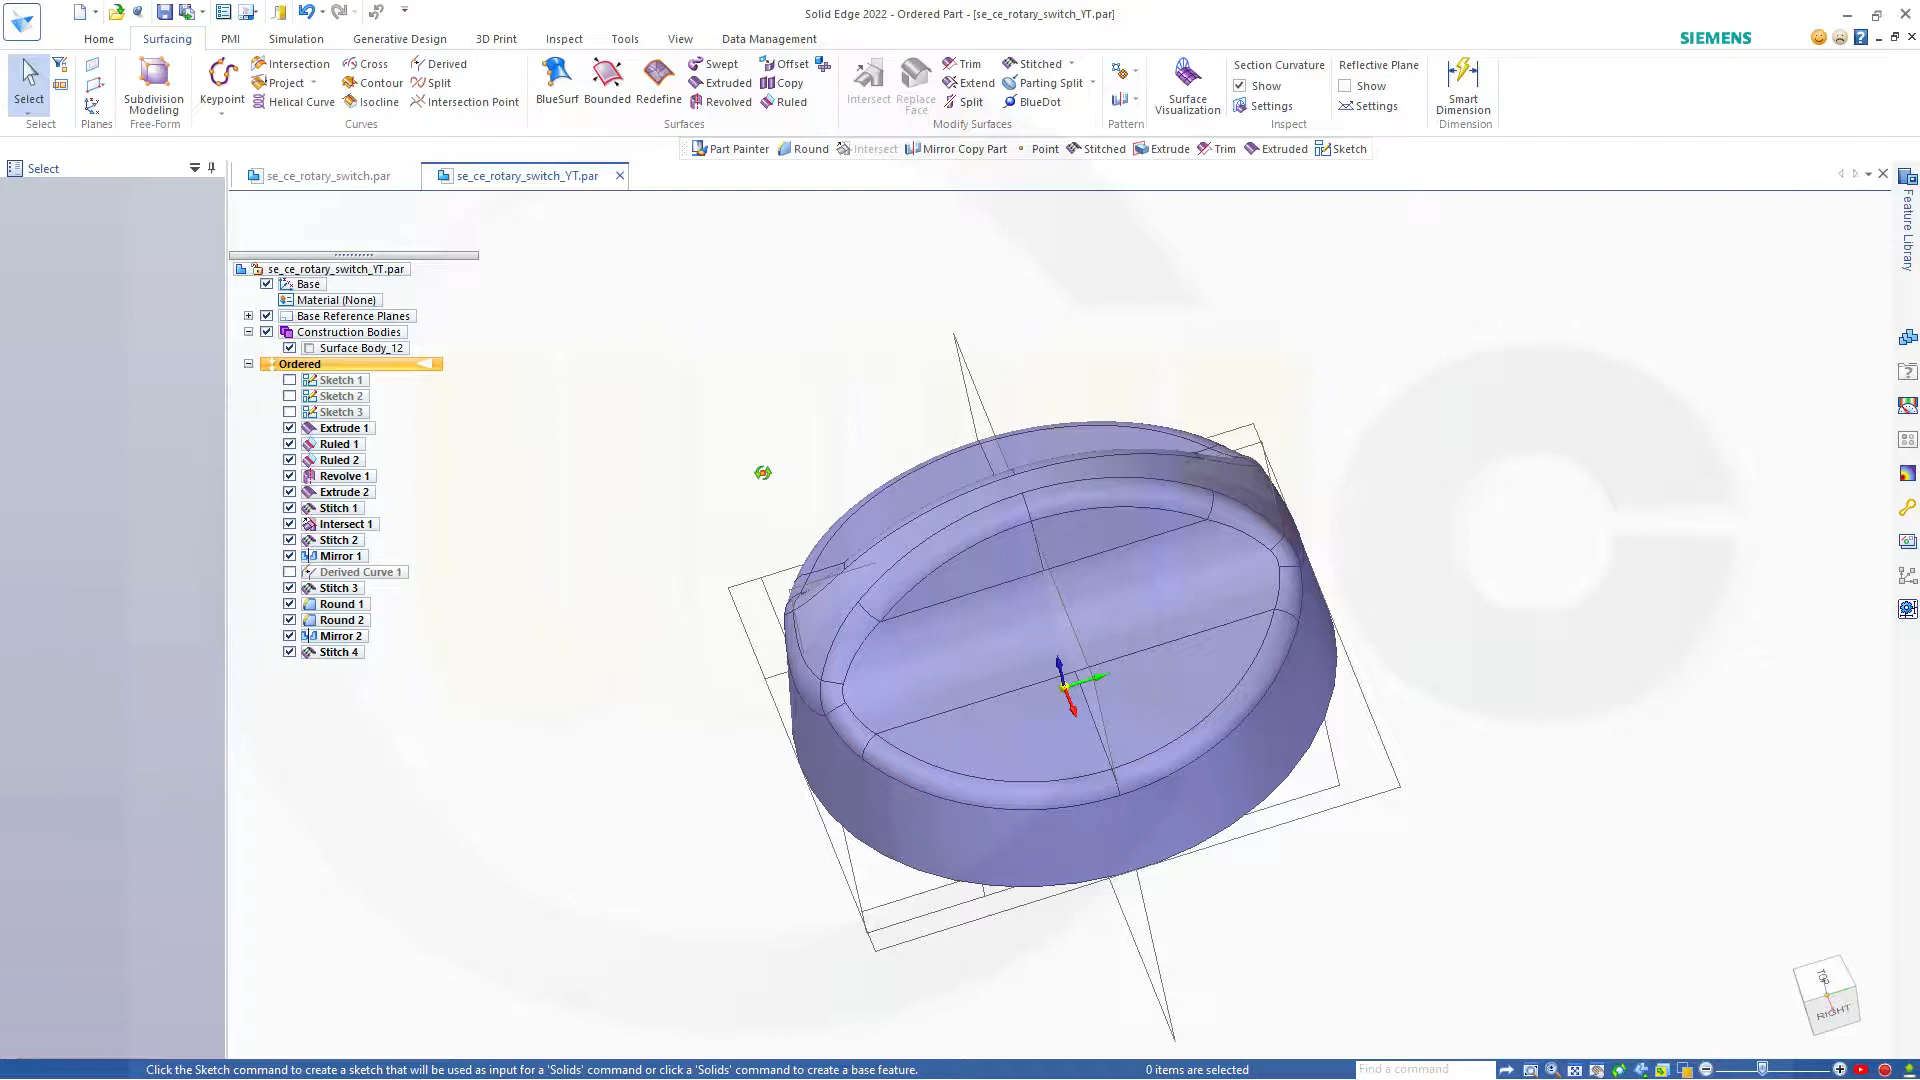 Solid Edge 2022 - Ordered Part - [se_ce_rotary_switch_YT.par]
Home Surfacing PMI Simulation Generative Design 3D Print Inspect Tools View Data Management
SIEMENS
Select
Select
Planes
Subdivision Modeling
Free-Form
Keypoint
Intersection Cross Derived
Project Contour Split
Helical Curve Isocline Intersection Point
Curves
BlueSurf Bounded Redefine
Swept Offset
Extruded Copy
Revolved Ruled
Surfaces
Intersect Replace Face
Trim Stitched
Extend Parting Split
Split BlueDot
Modify Surfaces
Pattern
Surface Visualization
Section Curvature
Show
Settings
Inspect
Reflective Plane
Show
Settings
Smart Dimension
Dimension
Part Painter Round Intersect Mirror Copy Part Point Stitched Extrude Trim Extruded Sketch
Select
se_ce_rotary_switch.par se_ce_rotary_switch_YT.par
Feature Library
se_ce_rotary_switch_YT.par
Base
Material (None)
Base Reference Planes
Construction Bodies
Surface Body_12
Ordered
Sketch 1
Sketch 2
Sketch 3
Extrude 1
Ruled 1
Ruled 2
Revolve 1
Extrude 2
Stitch 1
Intersect 1
Stitch 2
Mirror 1
Derived Curve 1
Stitch 3
Round 1
Round 2
Mirror 2
Stitch 4
TOP
RIGHT
Click the Sketch command to create a sketch that will be used as input for a 'Solids' command or click a 'Solids' command to create a base feature.
0 items are selected
Find a command